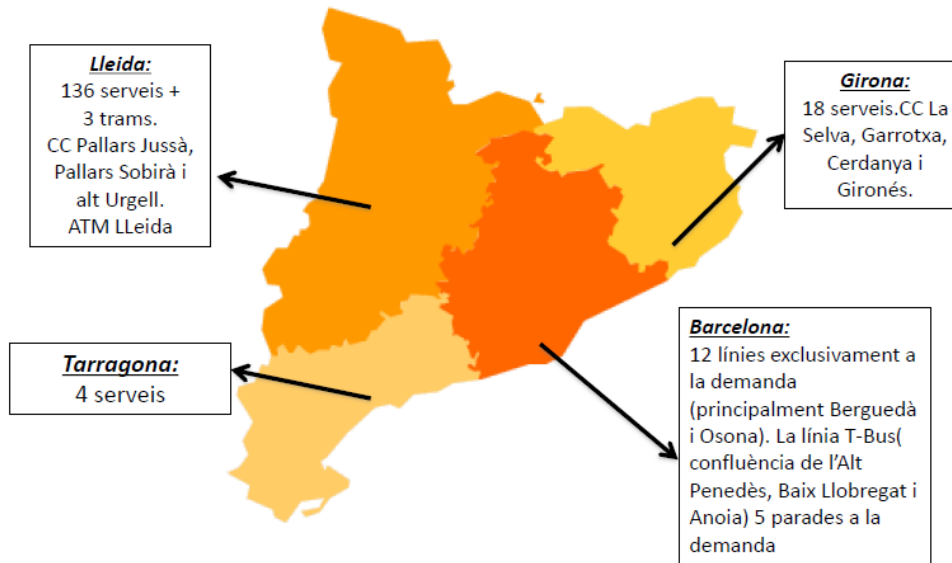 Lleida:
136 serveis +
3 trams.
CC Pallars Jussà,
Pallars Sobirà i
alt Urgell.
ATM LLeida
Girona:
18 serveis.CC La
Selva, Garrotxa,
Cerdanya i
Gironés.
Tarragona:
4 serveis
Barcelona:
12 línies exclusivament a
la demanda
(principalment Berguedà
i Osona). La línia T-Bus(
confluència de l’Alt
Penedès, Baix Llobregat i
Anoia) 5 parades a la
demanda